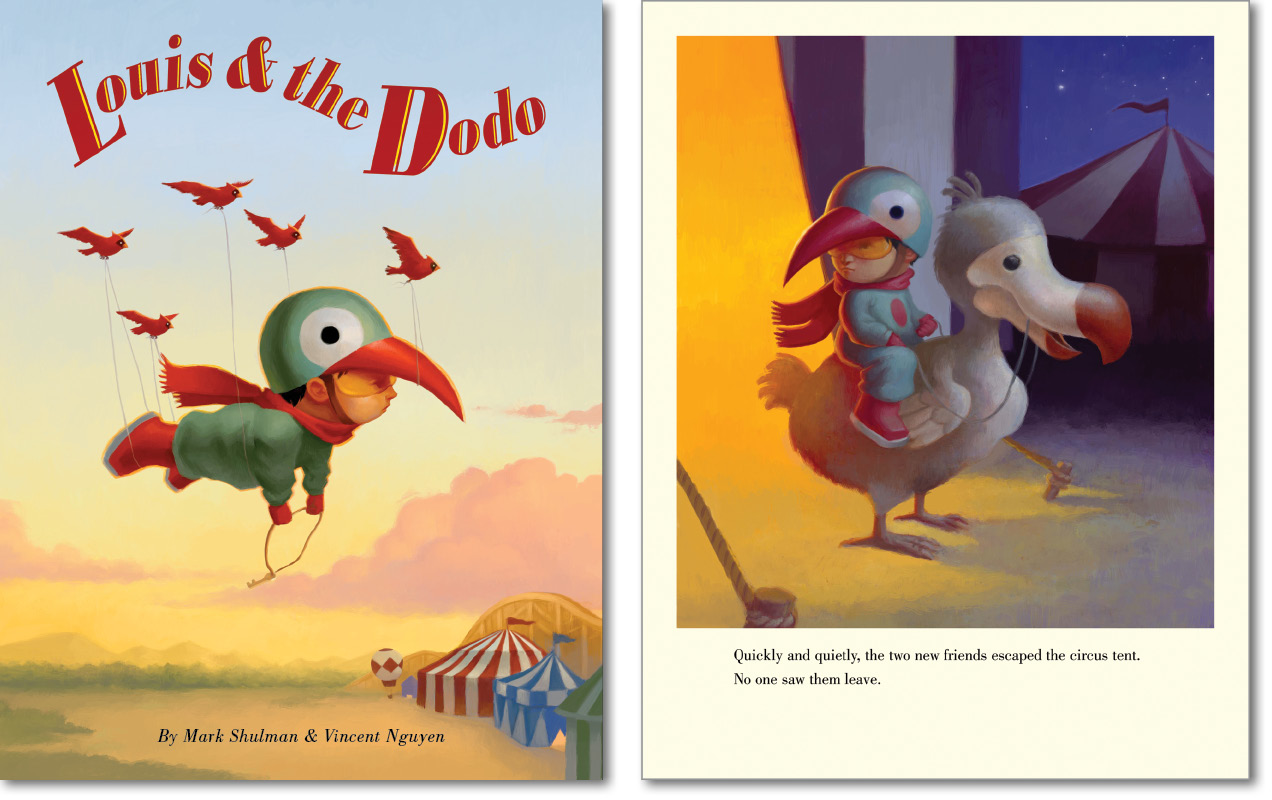 Louis & the Dodo
By Mark Shulman & Vincent Nguyen
Quickly and quietly, the two new friends escaped the circus tent.
No one saw them leave.